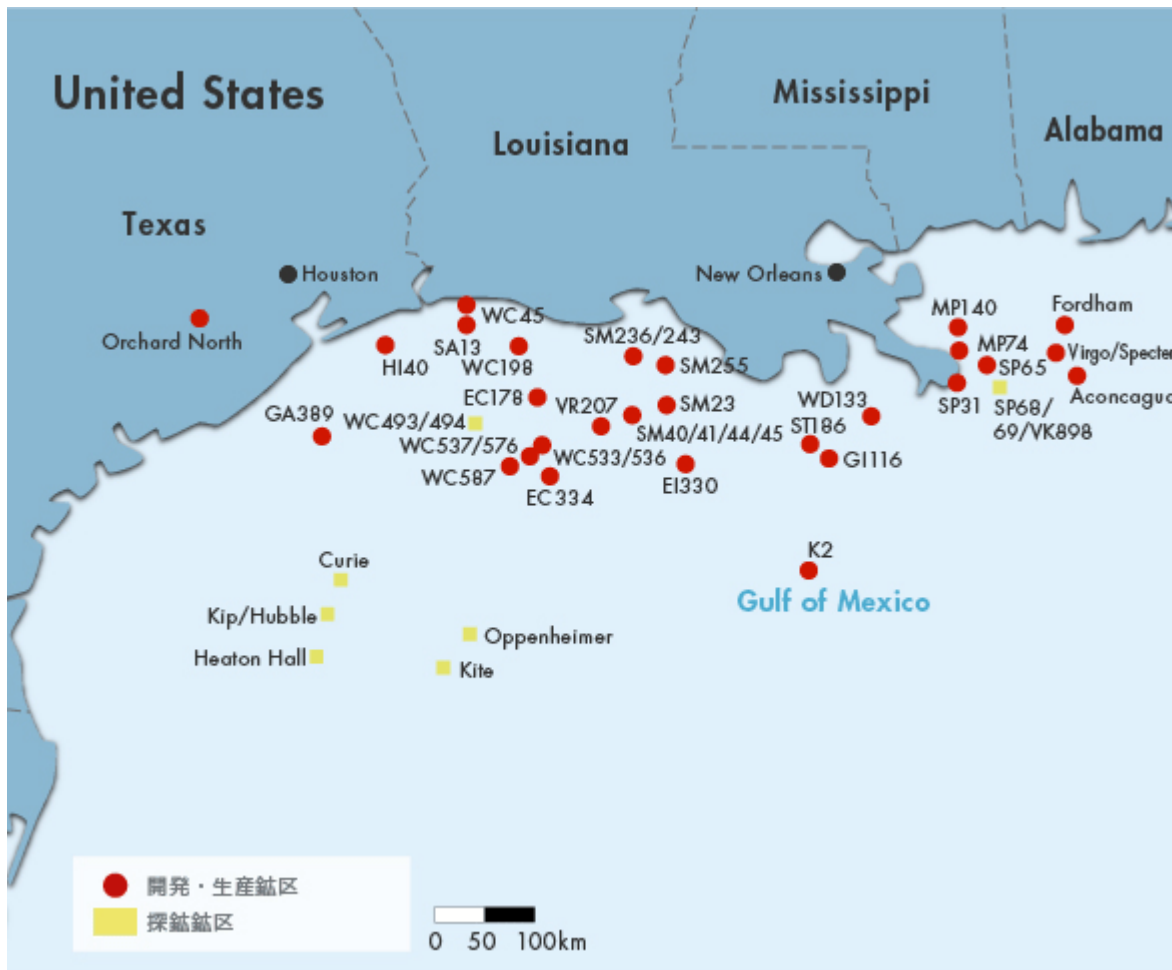 United States
Mississippi
Louisiana
Alabama
Texas
Houston
New Orleans
Orchard North
WC45
SM236/243
MP140
Fordham
SA13
HI40
WC198
SM255
MP74
SP65
Virgo/Specter
GA389
WC493/494
EC178
VR207
SM23
WD133
SP31
SP68/
69/VK898
Aconcagua
WC537/576
SM40/41/44/45
ST186
WC587
WC533/536
EC334
EI330
GI116
K2
Gulf of Mexico
Curie
Kip/Hubble
Heaton Hall
Oppenheimer
Kite
開発・生産鉱区
探鉱鉱区
0 50 100km